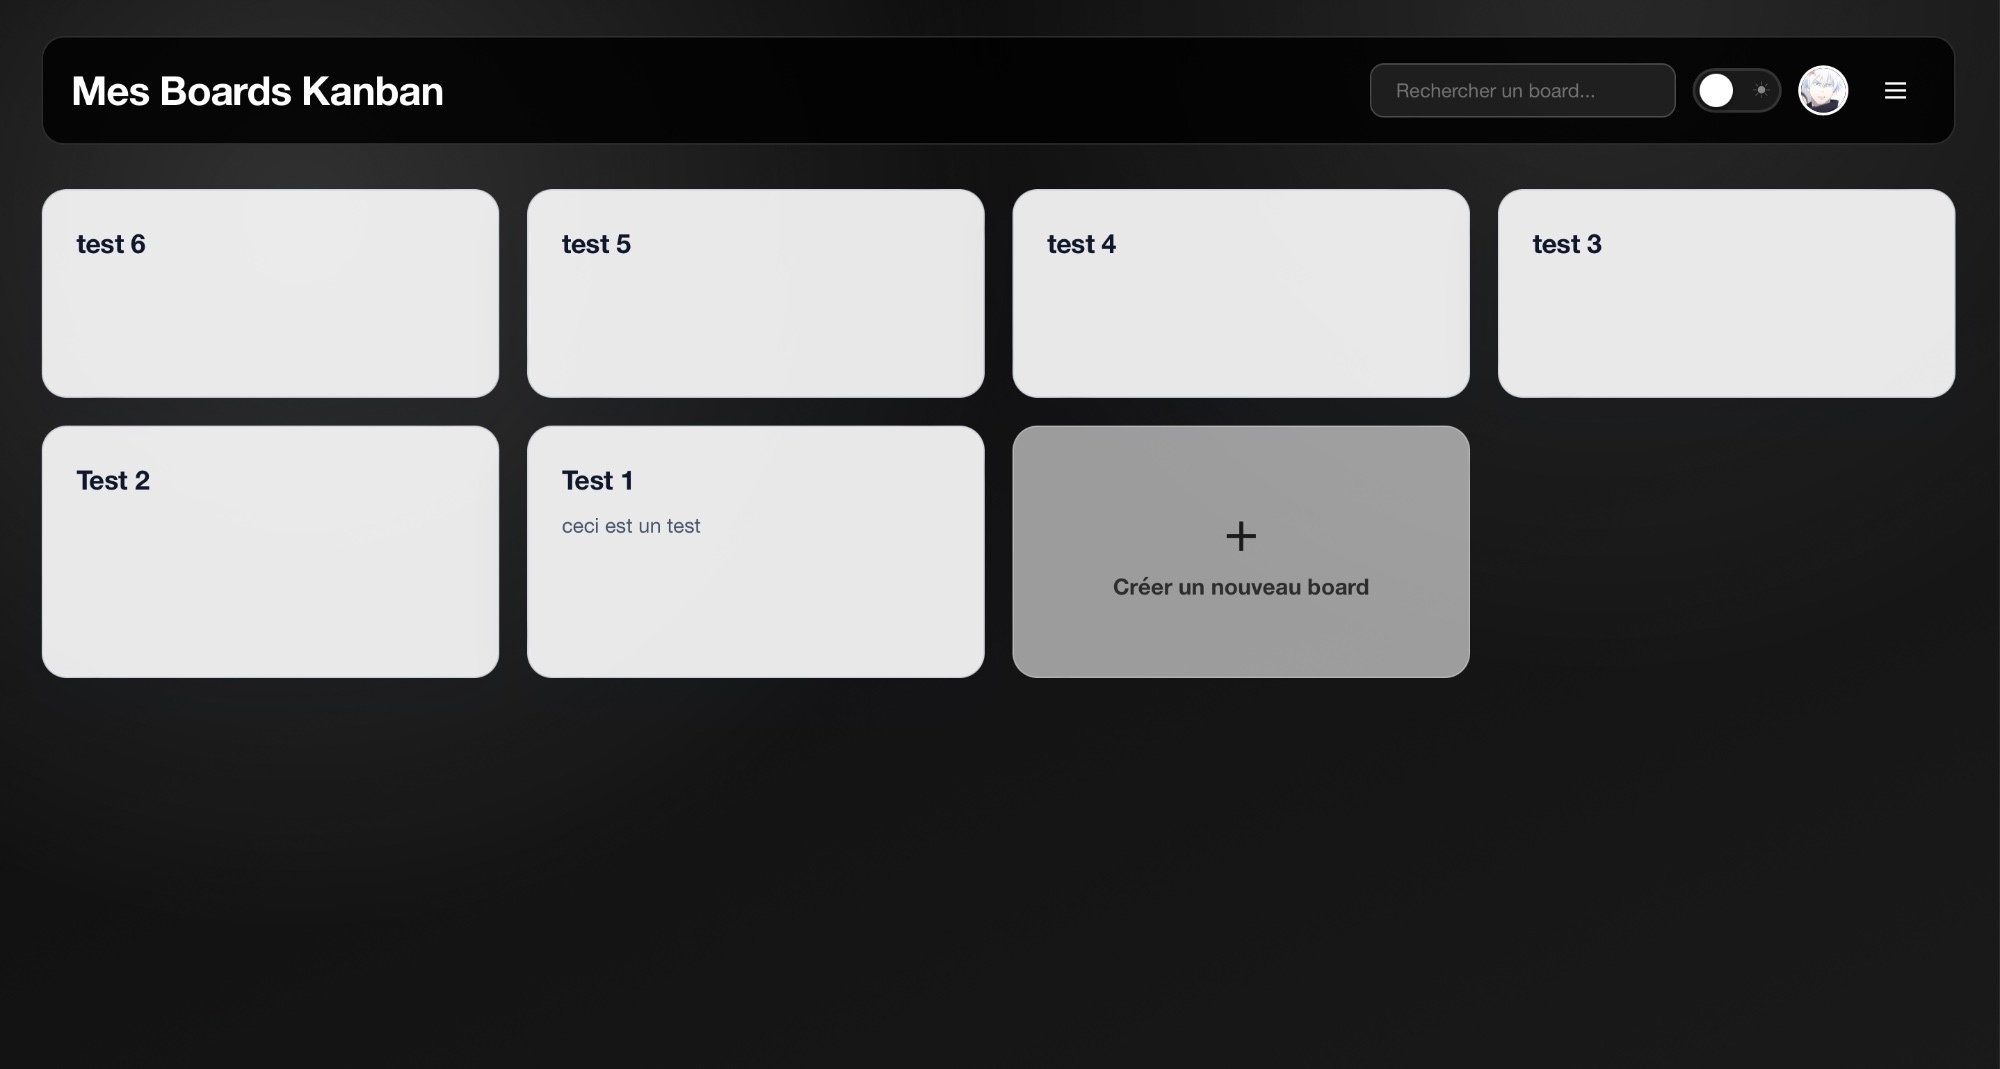 Mes Boards Kanban
Rechercher un board...
test 6
test 5
test 4
test 3
Test 2
Test 1
ceci est un test
Créer un nouveau board